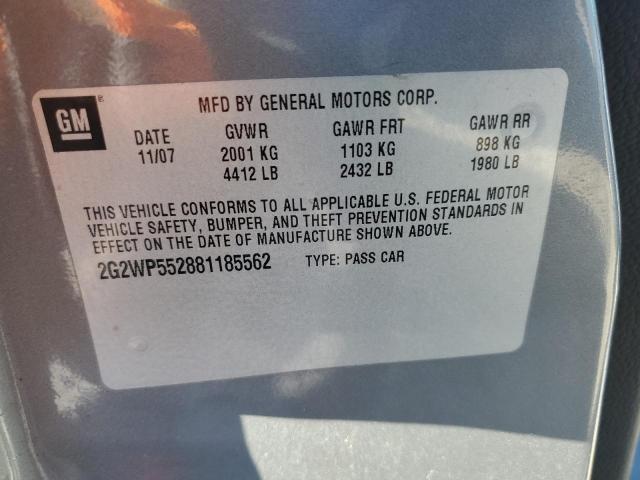 GM ®
MFD BY GENERAL MOTORS CORP.
DATE GVWR GAWR FRT GAWR RR
11/07 2001 KG 1103 KG 898 KG
4412 LB 2432 LB 1980 LB
THIS VEHICLE CONFORMS TO ALL APPLICABLE U.S. FEDERAL MOTOR
VEHICLE SAFETY, BUMPER, AND THEFT PREVENTION STANDARDS IN
EFFECT ON THE DATE OF MANUFACTURE SHOWN ABOVE.
2G2WP552881185562 TYPE: PASS CAR